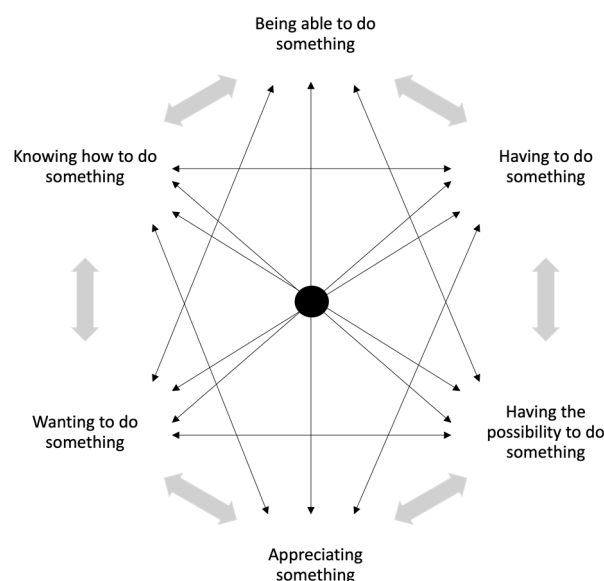 Being able to do
something
Knowing how to do
something
Having to do
something
Wanting to do
something
Having the
possibility to do
something
Appreciating
something